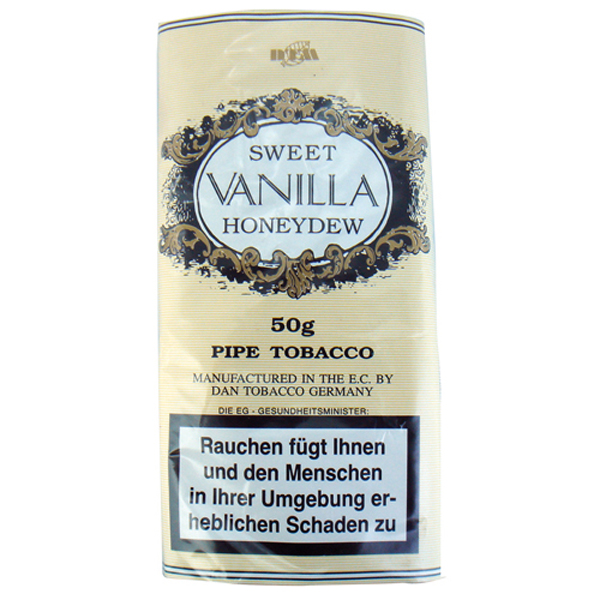 SWEET
VANILLA
HONEYDEW
50g
PIPE TOBACCO
MANUFACTURED IN THE E.C. BY
DAN TOBACCO GERMANY
DIE EG - GESUNDHEITSMINISTER:
Rauchen fügt Ihnen
und den Menschen
in Ihrer Umgebung er-
heblichen Schaden zu